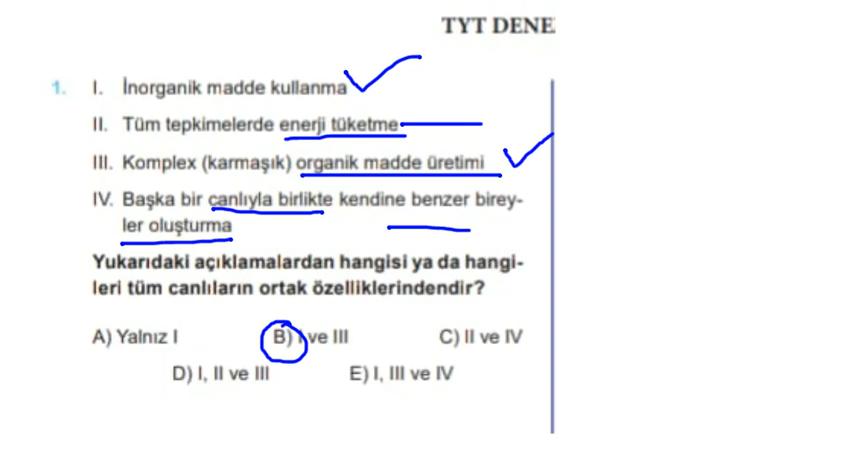 TYT DENE
1. I. İnorganik madde kullanma
II. Tüm tepkimelerde enerji tüketme
III. Komplex (karmaşık) organik madde üretimi
IV. Başka bir canlıyla birlikte kendine benzer birey-
ler oluşturma
Yukarıdaki açıklamalardan hangisi ya da hangi-
leri tüm canlıların ortak özelliklerindendir?
A) Yalnız I B) I ve III C) II ve IV
D) I, II ve III E) I, III ve IV